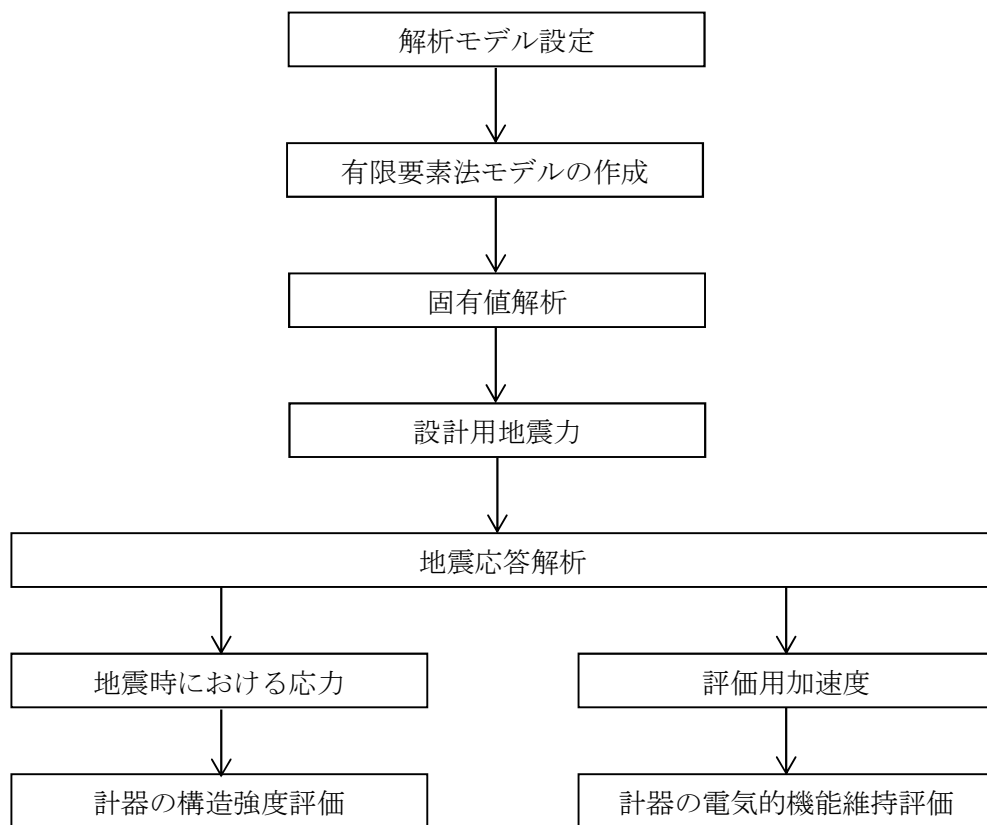 解析モデル設定
有限要素法モデルの作成
固有値解析
設計用地震力
地震応答解析
地震時における応力
評価用加速度
計器の構造強度評価
計器の電気的機能維持評価